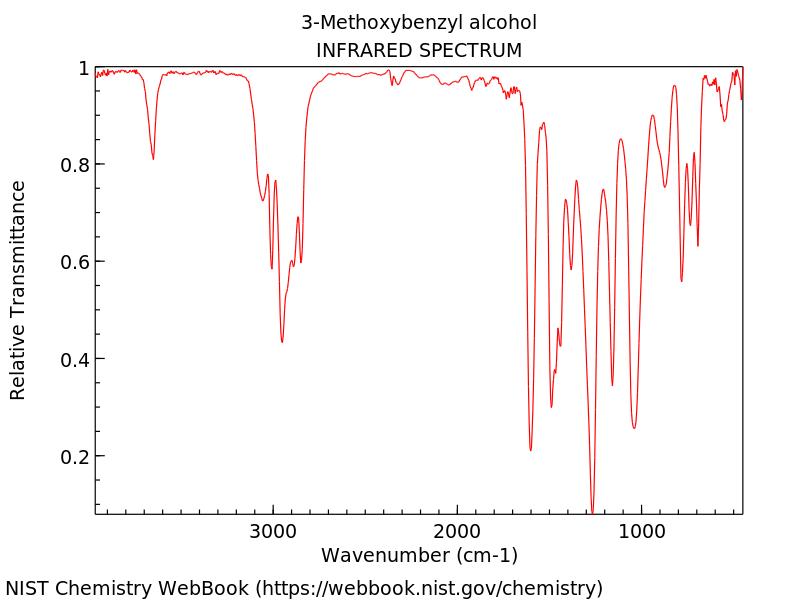 3-Methoxybenzyl alcohol
INFRARED SPECTRUM
1
0.8
0.6
0.4
0.2
Relative Transmittance
3000 2000 1000
Wavenumber (cm-1)
NIST Chemistry WebBook (https://webbook.nist.gov/chemistry)